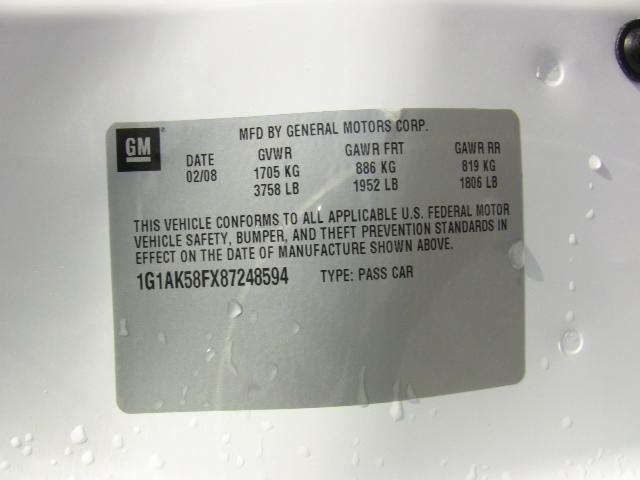 GM
MFD BY GENERAL MOTORS CORP.
DATE GVWR GAWR FRT GAWR RR
02/08 1705 KG 886 KG 819 KG
3758 LB 1952 LB 1806 LB
THIS VEHICLE CONFORMS TO ALL APPLICABLE U.S. FEDERAL MOTOR
VEHICLE SAFETY, BUMPER, AND THEFT PREVENTION STANDARDS IN
EFFECT ON THE DATE OF MANUFACTURE SHOWN ABOVE.
1G1AK58FX87248594 TYPE: PASS CAR